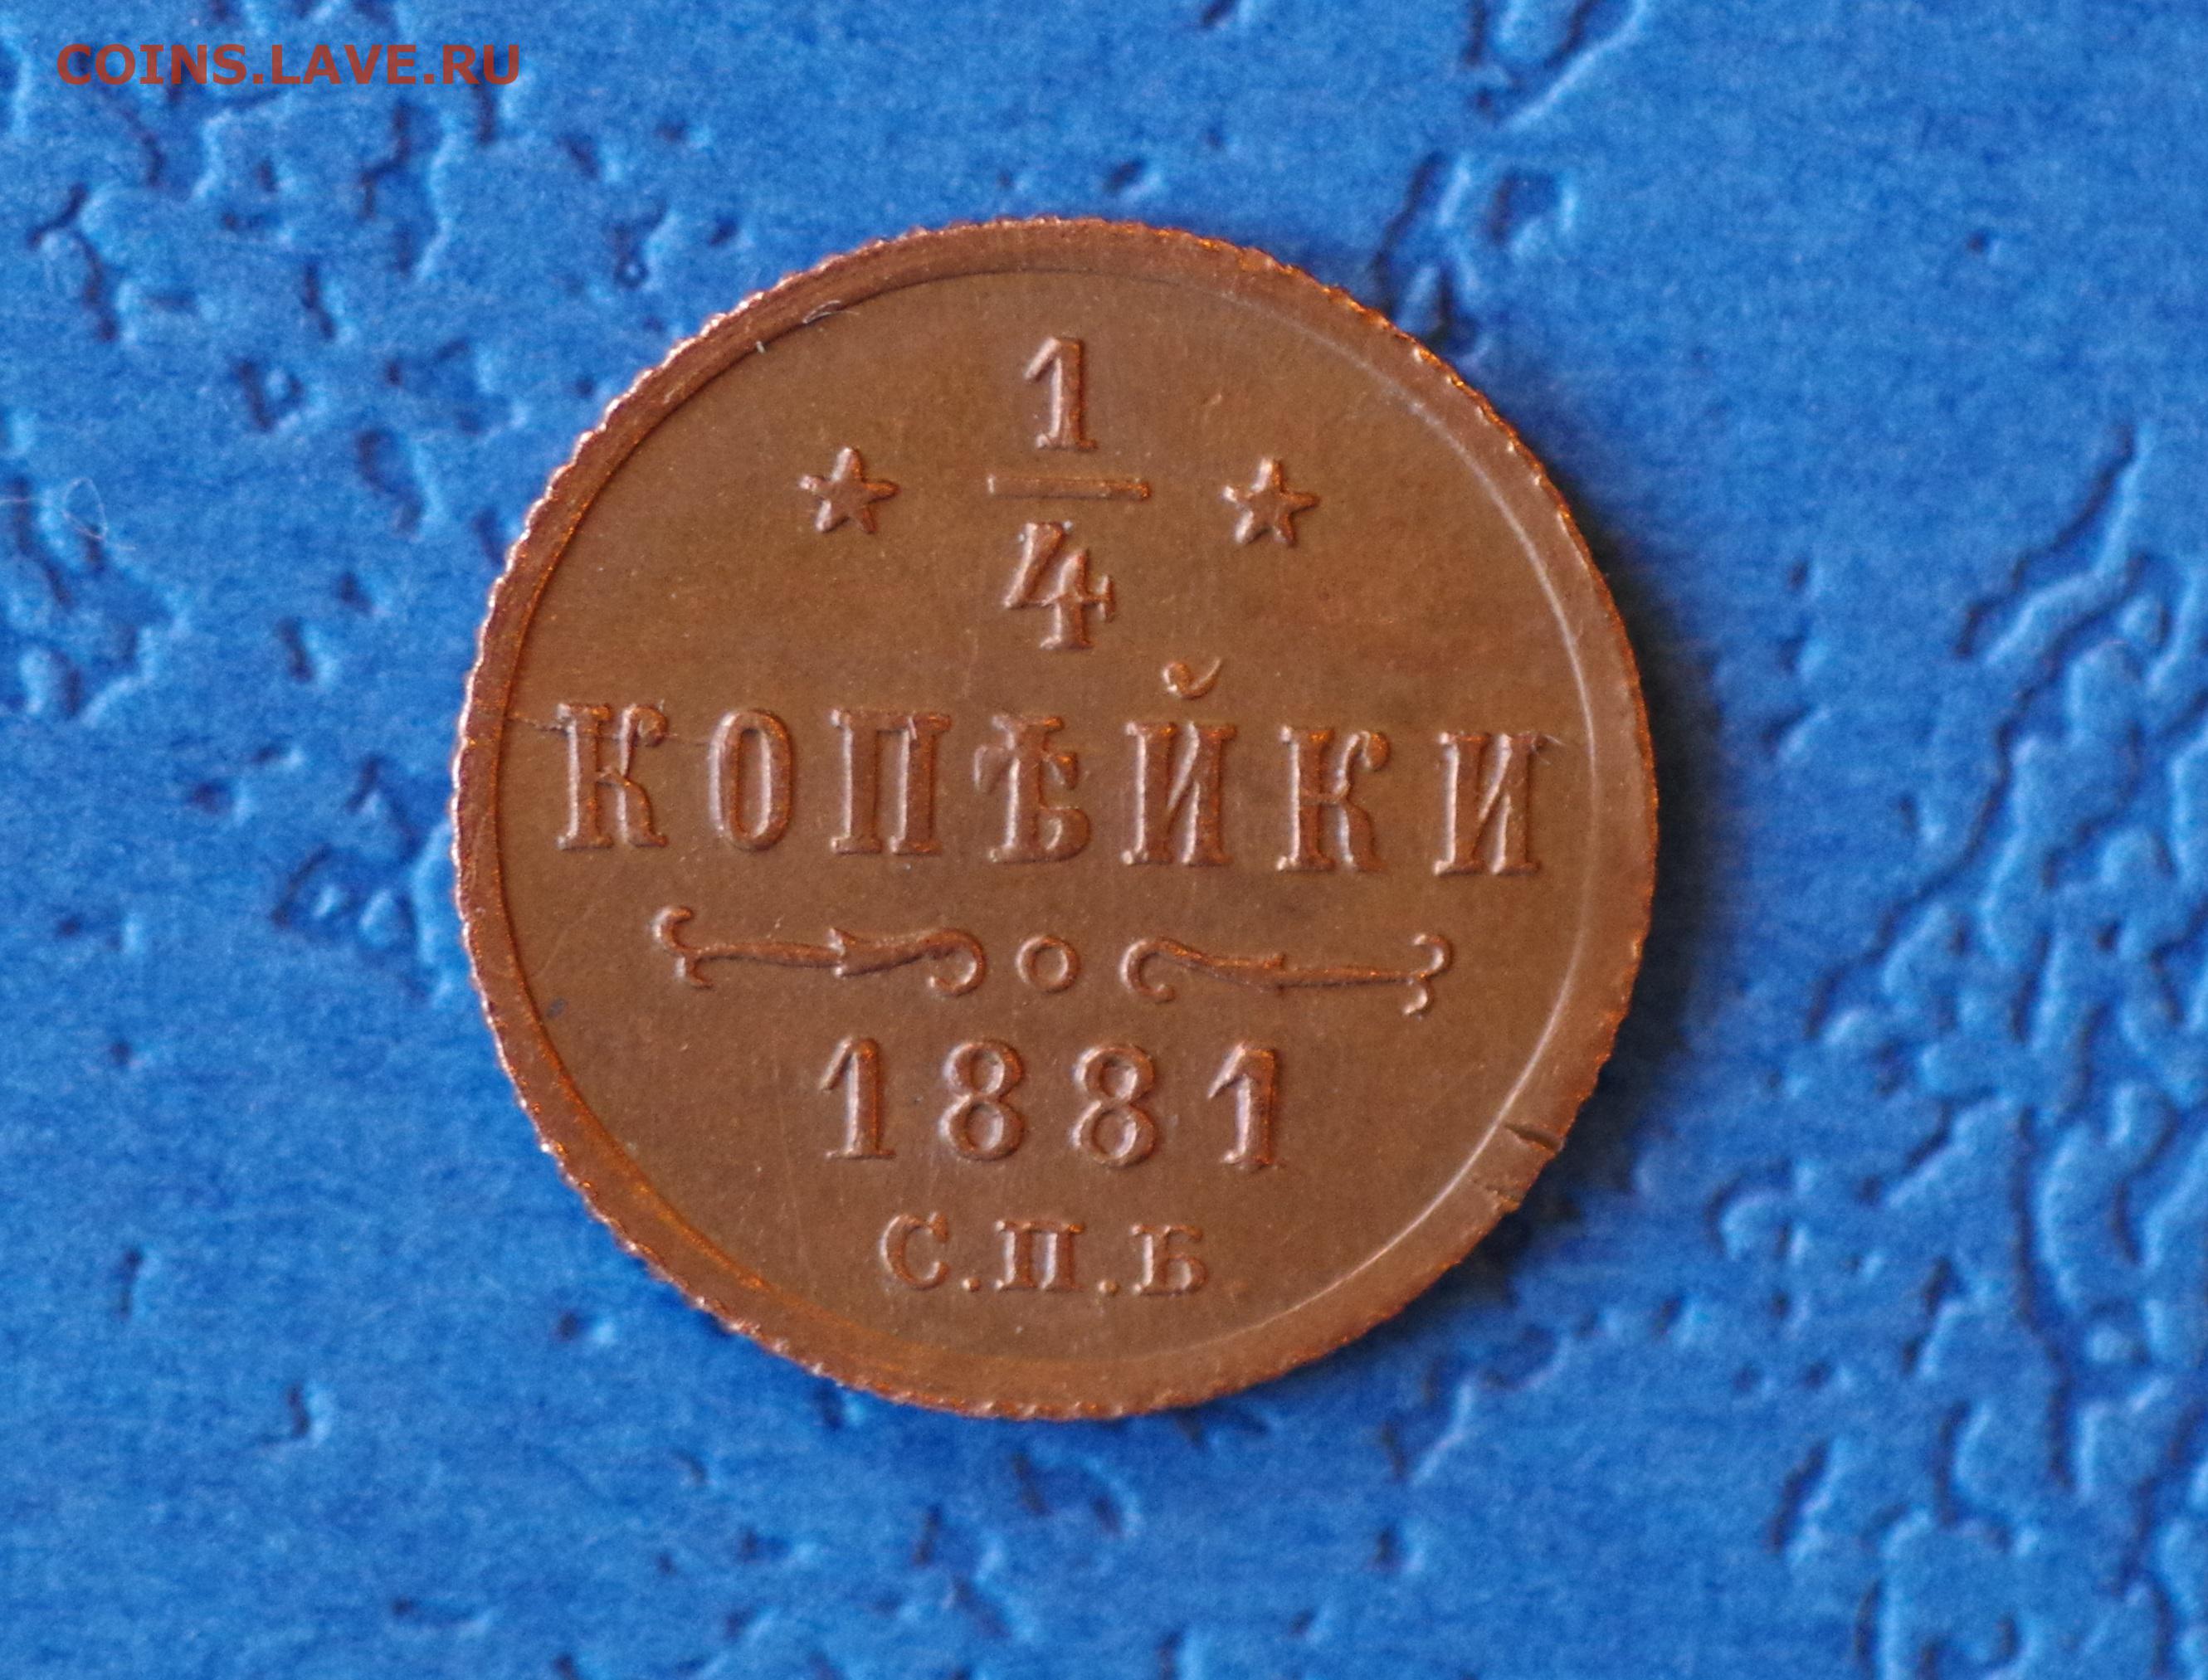 COINS.LAVE.RU
1
★ — ★
4
КОПѢЙКИ
1881
С.П.Б.